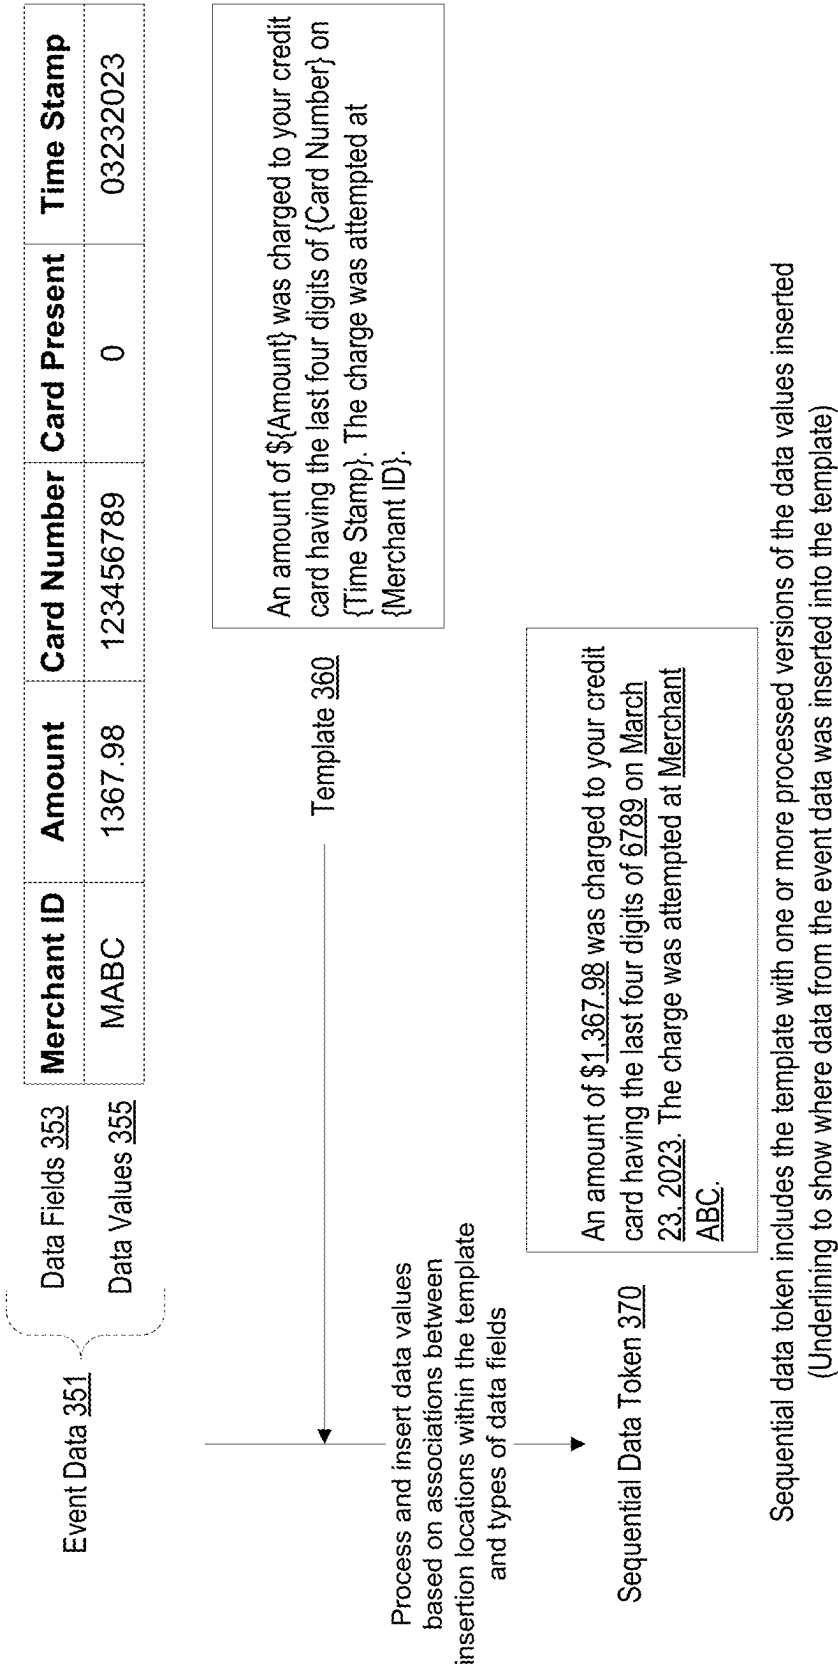 Event Data 351
Data Fields 353
Merchant ID Amount Card Number Card Present Time Stamp
Data Values 355
MABC 1367.98 123456789 0 03232023
Template 360
An amount of ${Amount} was charged to your credit
card having the last four digits of {Card Number} on
{Time Stamp}. The charge was attempted at
{Merchant ID}.
Process and insert data values
based on associations between
insertion locations within the template
and types of data fields
Sequential Data Token 370
An amount of $1,367.98 was charged to your credit
card having the last four digits of 6789 on March
23, 2023. The charge was attempted at Merchant
ABC.
Sequential data token includes the template with one or more processed versions of the data values inserted
(Underlining to show where data from the event data was inserted into the template)